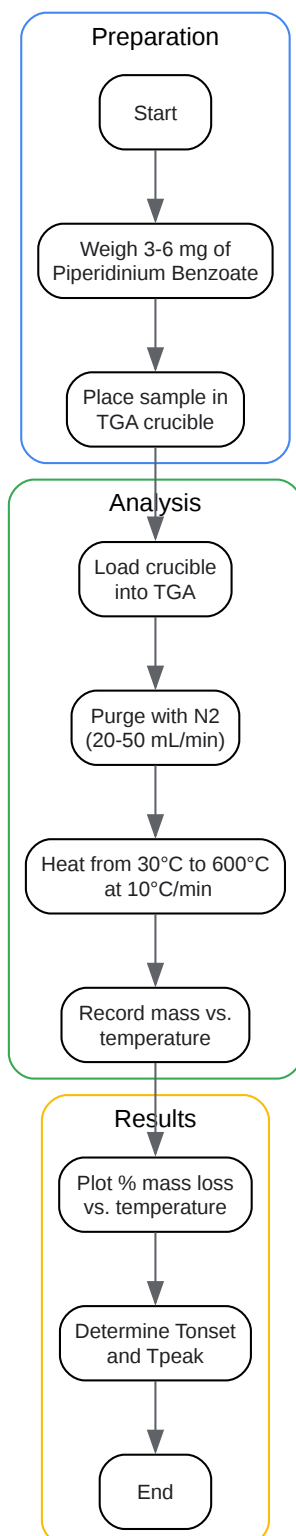 Preparation
Start
Weigh 3-6 mg of
Piperidinium Benzoate
Place sample in
TGA crucible
Analysis
Load crucible
into TGA
Purge with N2
(20-50 mL/min)
Heat from 30°C to 600°C
at 10°C/min
Record mass vs.
temperature
Results
Plot % mass loss
vs. temperature
Determine Tonset
and Tpeak
End